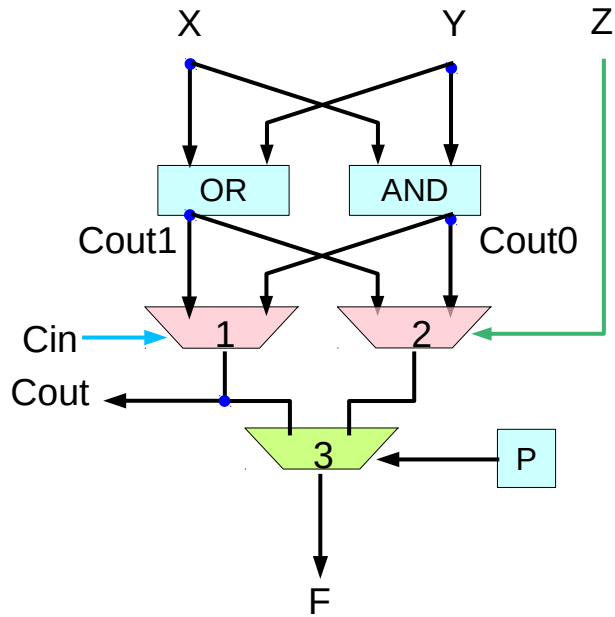 X Y Z
OR AND
Cout1 Cout0
Cin 1 2
Cout
3 P
F